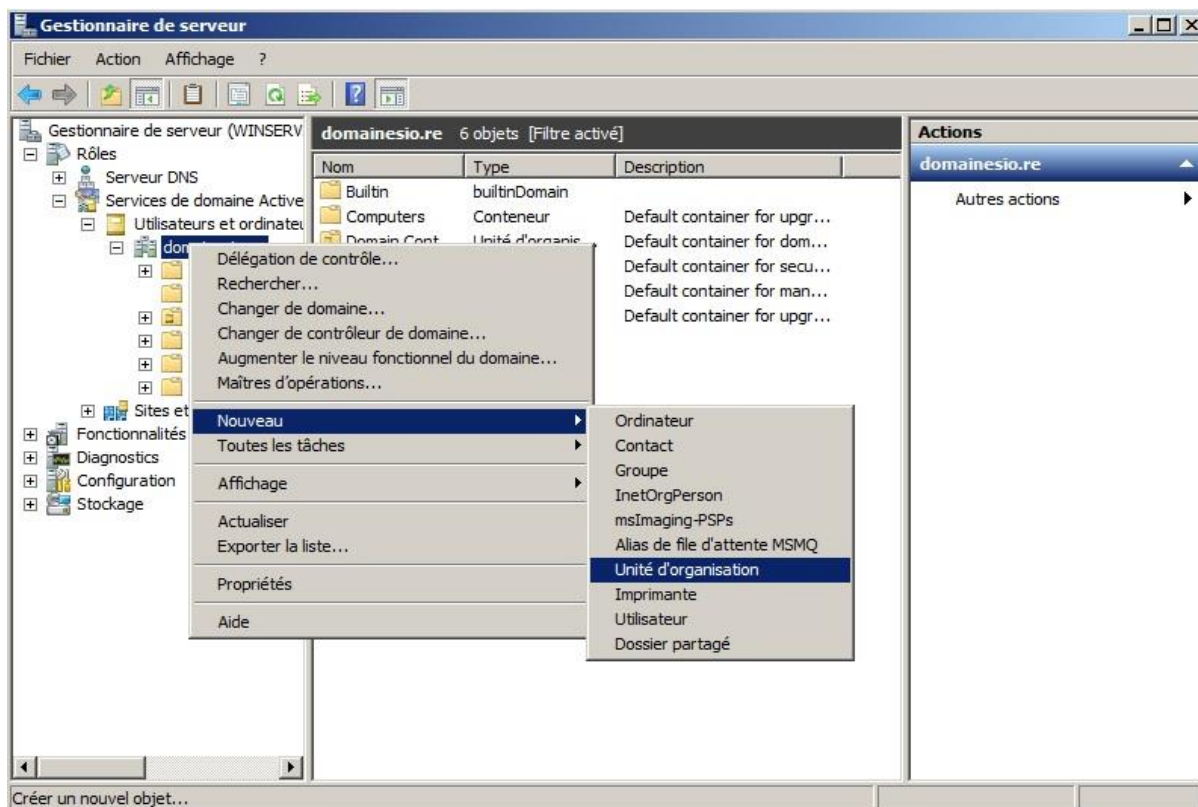 Gestionnaire de serveur
Fichier Action Affichage ?
Gestionnaire de serveur (WINSERV
Rôles
Serveur DNS
Services de domaine Active
Utilisateurs et ordinateu
Sites et
Fonctionnalités
Diagnostics
Configuration
Stockage
domainesio.re 6 objets [Filtre activé]
Nom Type Description
Builtin builtinDomain
Computers Conteneur Default container for upgr...
Domain Cont Unité d'organis Default container for dom...
Default container for secu...
Default container for man...
Default container for upgr...
Délégation de contrôle...
Rechercher...
Changer de domaine...
Changer de contrôleur de domaine...
Augmenter le niveau fonctionnel du domaine...
Maîtres d'opérations...
Nouveau
Toutes les tâches
Affichage
Actualiser
Exporter la liste...
Propriétés
Aide
Ordinateur
Contact
Groupe
InetOrgPerson
msImaging-PSPs
Alias de file d'attente MSMQ
Unité d'organisation
Imprimante
Utilisateur
Dossier partagé
Actions
domainesio.re
Autres actions
Créer un nouvel objet...